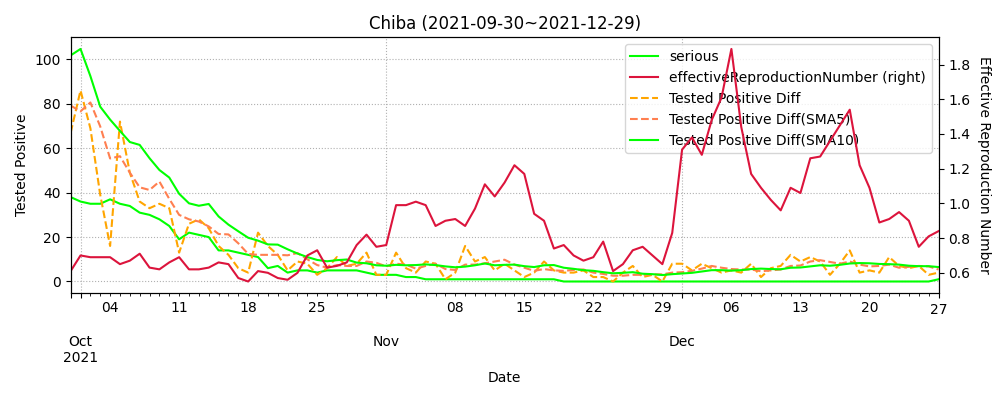 Chiba (2021-09-30~2021-12-29)
serious
effectiveReproductionNumber (right)
Tested Positive Diff
Tested Positive Diff(SMA5)
Tested Positive Diff(SMA10)
Tested Positive
100
80
60
40
20
0
1.8
1.6
1.4
1.2
1.0
0.8
0.6
Effective Reproduction Number
04 11 18 25 08 15 22 29 06 13 20 27
Oct Nov Dec
2021
Date